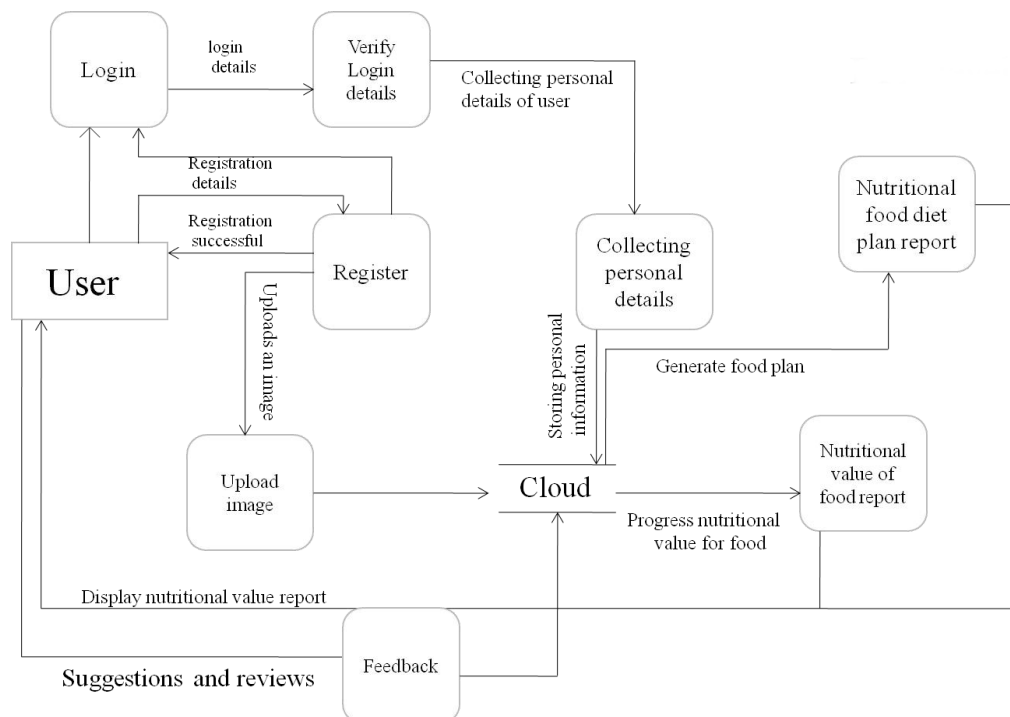 Login
login
details
Verify
Login
details
Collecting personal
details of user
Registration
details
Registration
successful
User
Register
Collecting
personal
details
Nutritional
food diet
plan report
Uploads an image
Storing personal
information
Generate food plan
Upload
image
Cloud
Nutritional
value of
food report
Progress nutritional
value for food
Display nutritional value report
Feedback
Suggestions and reviews